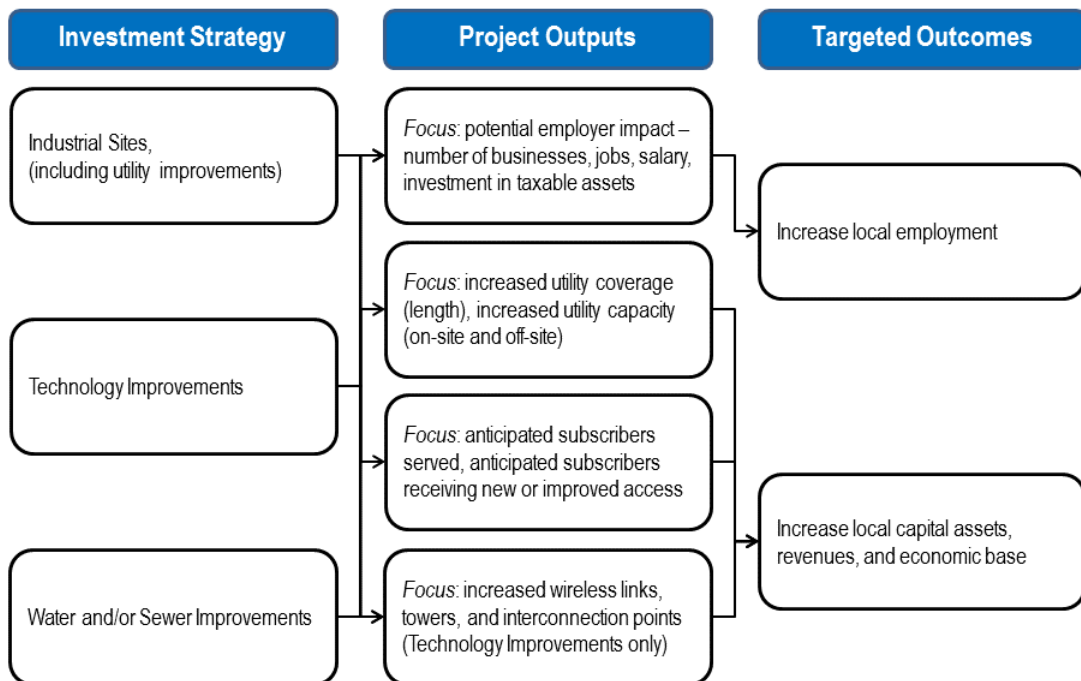 Investment Strategy
Project Outputs
Targeted Outcomes
Industrial Sites,
(including utility improvements)
Technology Improvements
Water and/or Sewer Improvements
Focus: potential employer impact –
number of businesses, jobs, salary,
investment in taxable assets
Focus: increased utility coverage
(length), increased utility capacity
(on-site and off-site)
Focus: anticipated subscribers
served, anticipated subscribers
receiving new or improved access
Focus: increased wireless links,
towers, and interconnection points
(Technology Improvements only)
Increase local employment
Increase local capital assets,
revenues, and economic base